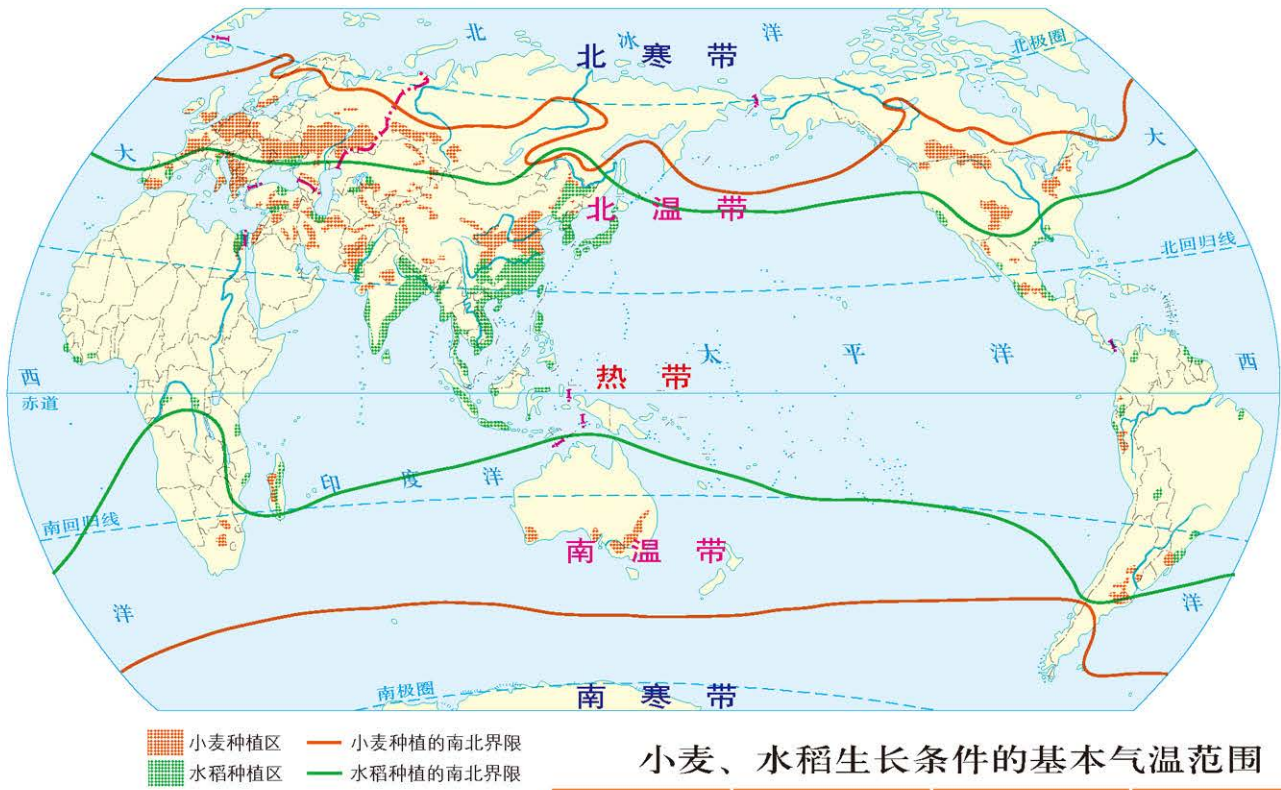 北冰洋
北寒带
北极圈
大
大
北温带
北回归线
太平洋
西
热带
西
赤道
印度洋
南回归线
南温带
洋
洋
南极圈
南寒带
小麦种植区
小麦种植的南北界限
水稻种植区
水稻种植的南北界限
小麦、水稻生长条件的基本气温范围